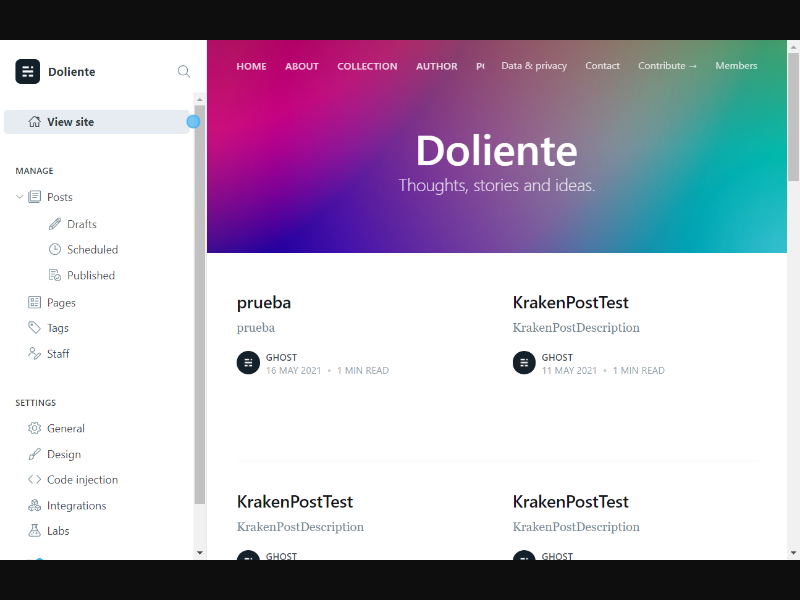 Doliente
View site
MANAGE
Posts
Drafts
Scheduled
Published
Pages
Tags
Staff
SETTINGS
General
Design
Code injection
Integrations
Labs
HOME ABOUT COLLECTION AUTHOR Data & privacy Contact Contribute → Members
Doliente
Thoughts, stories and ideas.
prueba
prueba
GHOST
16 MAY 2021 • 1 MIN READ
KrakenPostTest
KrakenPostDescription
GHOST
11 MAY 2021 • 1 MIN READ
KrakenPostTest
KrakenPostDescription
GHOST
KrakenPostTest
KrakenPostDescription
GHOST